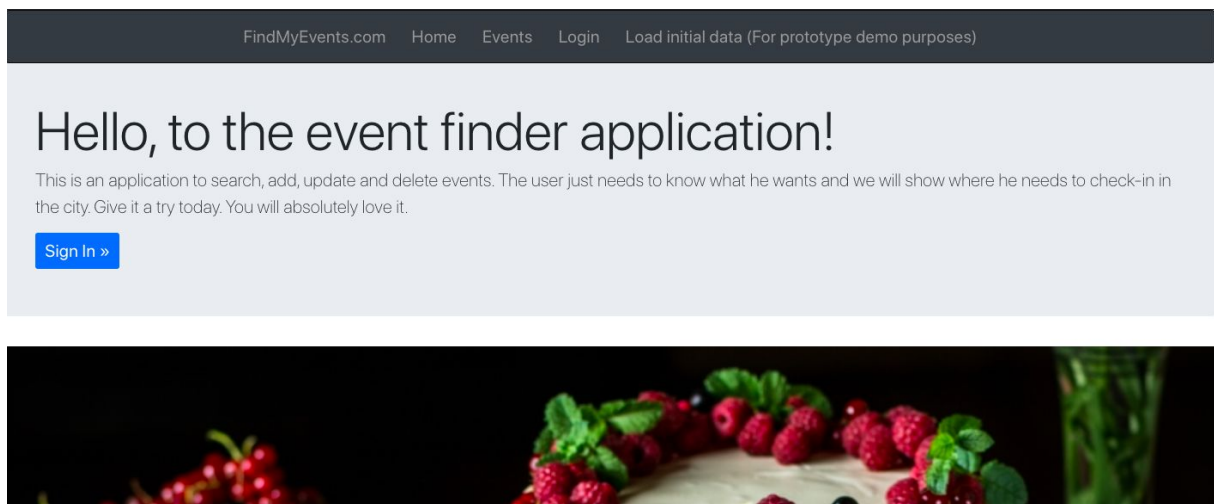 FindMyEvents.com Home Events Login Load initial data (For prototype demo purposes)
Hello, to the event finder application!
This is an application to search, add, update and delete events. The user just needs to know what he wants and we will show where he needs to check-in in
the city. Give it a try today. You will absolutely love it.
Sign In »